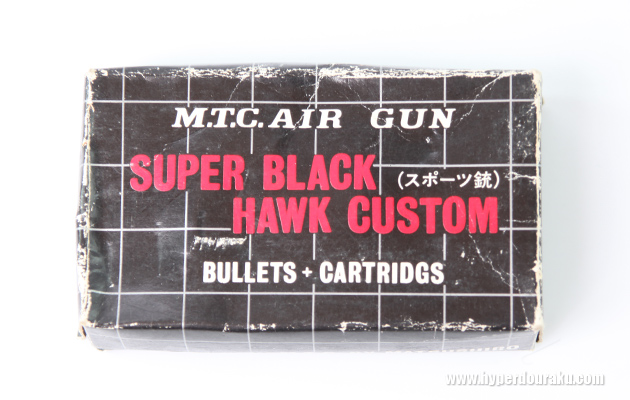 M.T.C. AIR GUN
SUPER BLACK (スポーツ銃)
HAWK CUSTOM
BULLETS + CARTRIDGS
www.hyperdouraku.com